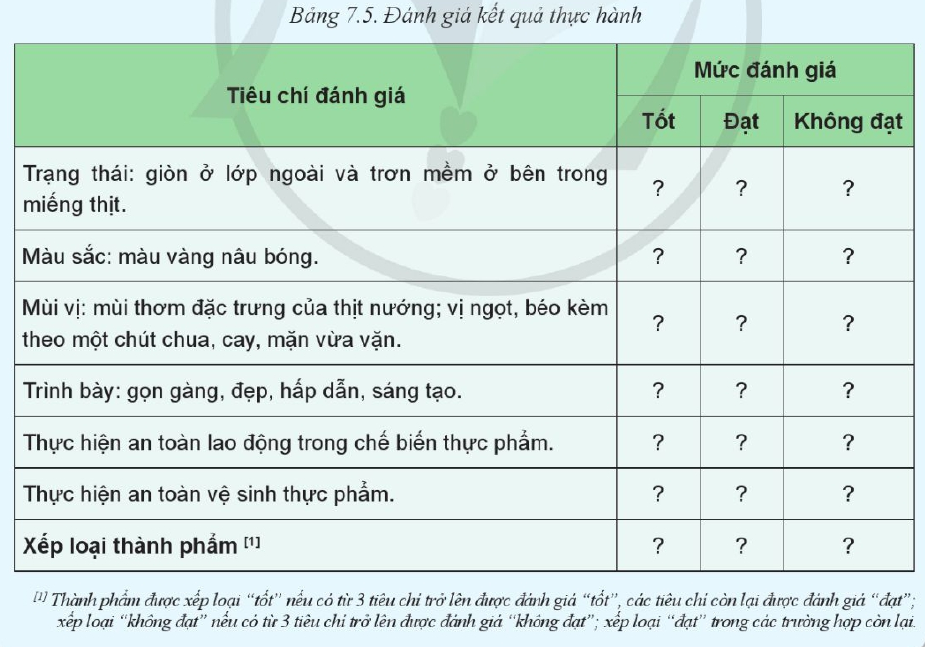 Bảng 7.5. Đánh giá kết quả thực hành
Tiêu chí đánh giá
Mức đánh giá
Tốt
Đạt
Không đạt
Trạng thái: giòn ở lớp ngoài và trơn mềm ở bên trong
miếng thịt.
? ? ?
Màu sắc: màu vàng nâu bóng.
? ? ?
Mùi vị: mùi thơm đặc trưng của thịt nướng; vị ngọt, béo kèm
theo một chút chua, cay, mặn vừa vặn.
? ? ?
Trình bày: gọn gàng, đẹp, hấp dẫn, sáng tạo.
? ? ?
Thực hiện an toàn lao động trong chế biến thực phẩm.
? ? ?
Thực hiện an toàn vệ sinh thực phẩm.
? ? ?
Xếp loại thành phẩm [1]
? ? ?
[1] Thành phẩm được xếp loại “tốt” nếu có từ 3 tiêu chí trở lên được đánh giá “tốt”, các tiêu chí còn lại được đánh giá “đạt”;
xếp loại “không đạt” nếu có từ 3 tiêu chí trở lên được đánh giá “không đạt”; xếp loại “đạt” trong các trường hợp còn lại.